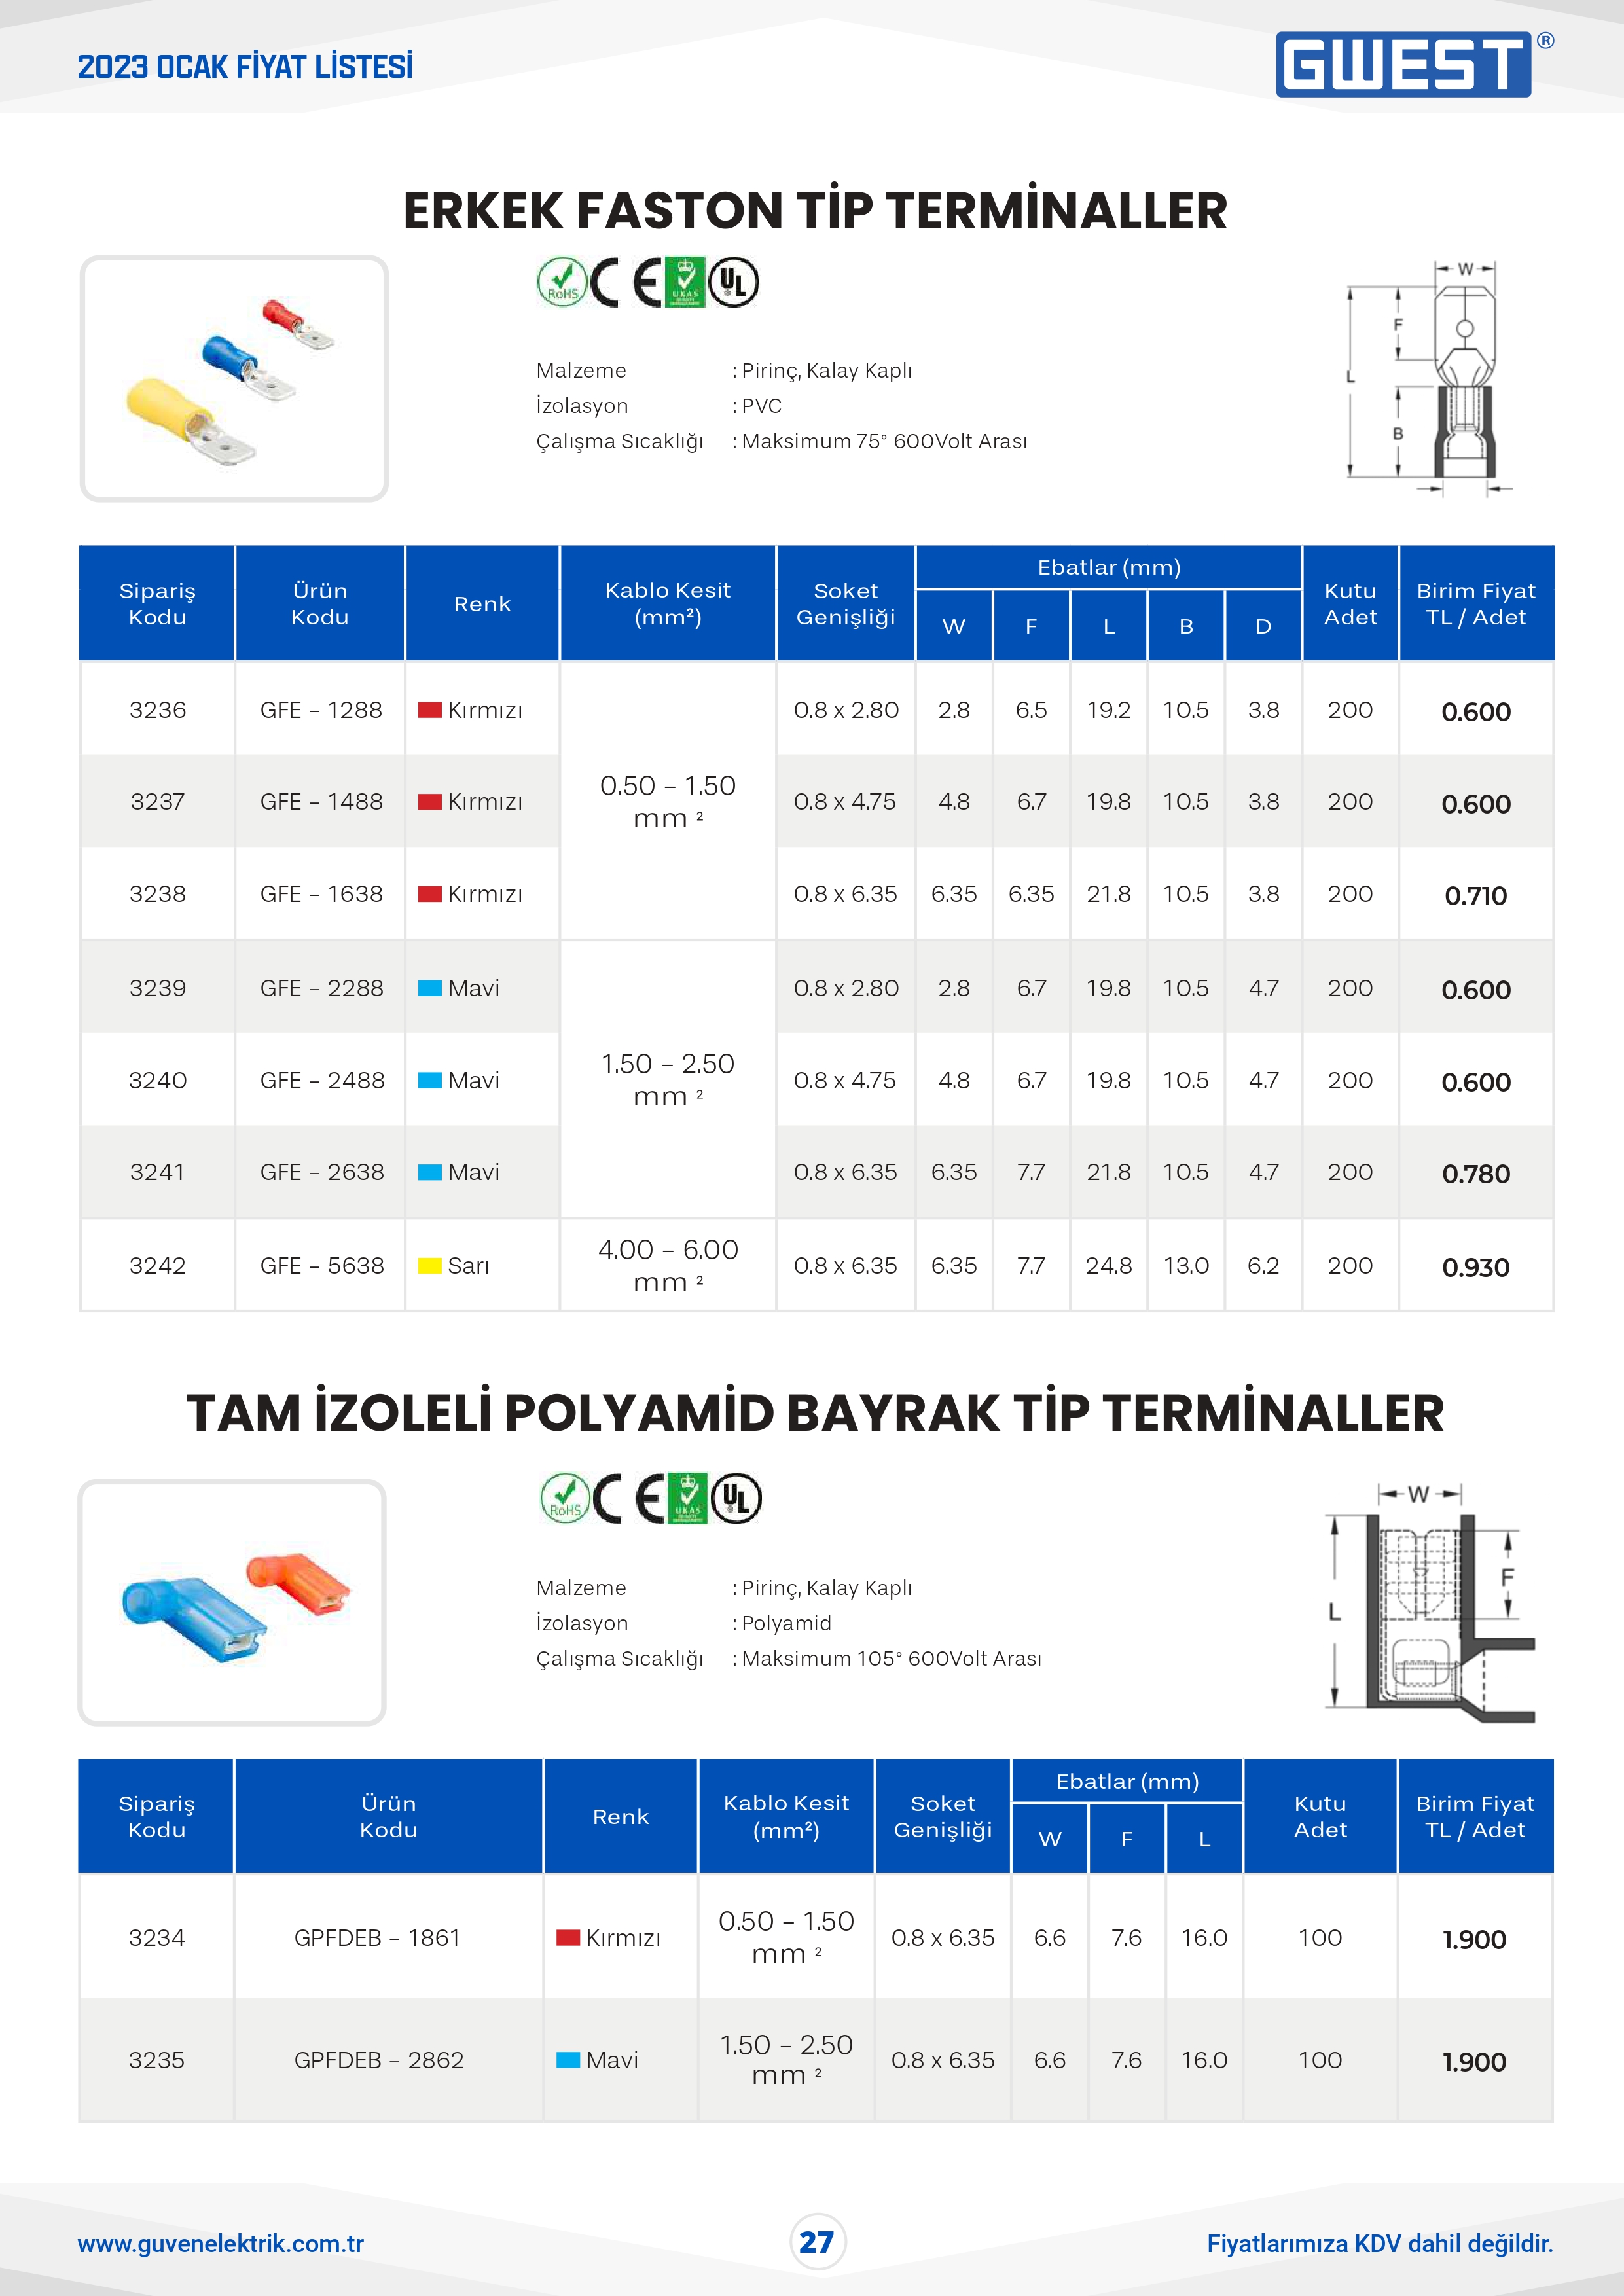 2023 OCAK FİYAT LİSTESİ
GWEST ®
ERKEK FASTON TİP TERMİNALLER
RoHS CE UKAS UL
W
F
L
B
Malzeme : Pirinç, Kalay Kaplı
İzolasyon : PVC
Çalışma Sıcaklığı : Maksimum 75° 600Volt Arası
Sipariş Kodu Ürün Kodu Renk Kablo Kesit (mm²) Soket Genişliği Ebatlar (mm) W F L B D Kutu Adet Birim Fiyat TL / Adet
3236 GFE – 1288 Kırmızı 0.8 x 2.80 2.8 6.5 19.2 10.5 3.8 200 0.600
0.50 – 1.50 mm ²
3237 GFE – 1488 Kırmızı 0.8 x 4.75 4.8 6.7 19.8 10.5 3.8 200 0.600
3238 GFE – 1638 Kırmızı 0.8 x 6.35 6.35 6.35 21.8 10.5 3.8 200 0.710
3239 GFE – 2288 Mavi 0.8 x 2.80 2.8 6.7 19.8 10.5 4.7 200 0.600
1.50 – 2.50 mm ²
3240 GFE – 2488 Mavi 0.8 x 4.75 4.8 6.7 19.8 10.5 4.7 200 0.600
3241 GFE – 2638 Mavi 0.8 x 6.35 6.35 7.7 21.8 10.5 4.7 200 0.780
3242 GFE – 5638 Sarı 4.00 – 6.00 mm ² 0.8 x 6.35 6.35 7.7 24.8 13.0 6.2 200 0.930
TAM İZOLELİ POLYAMİD BAYRAK TİP TERMİNALLER
RoHS CE UKAS UL
W
F
L
Malzeme : Pirinç, Kalay Kaplı
İzolasyon : Polyamid
Çalışma Sıcaklığı : Maksimum 105° 600Volt Arası
Sipariş Kodu Ürün Kodu Renk Kablo Kesit (mm²) Soket Genişliği Ebatlar (mm) W F L Kutu Adet Birim Fiyat TL / Adet
3234 GPFDEB – 1861 Kırmızı 0.50 – 1.50 mm ² 0.8 x 6.35 6.6 7.6 16.0 100 1.900
3235 GPFDEB – 2862 Mavi 1.50 – 2.50 mm ² 0.8 x 6.35 6.6 7.6 16.0 100 1.900
www.guvenelektrik.com.tr
27
Fiyatlarımıza KDV dahil değildir.